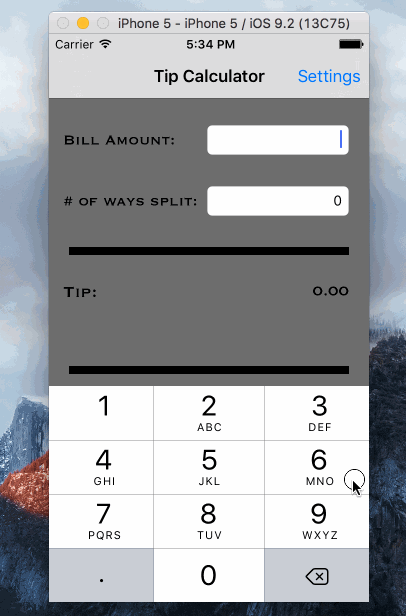 iPhone 5 - iPhone 5 / iOS 9.2 (13C75)
Carrier 5:34 PM
Tip Calculator Settings
Bill Amount:
# of ways split: 0
Tip: 0.00
1 2 3
ABC DEF
4 5 6
GHI JKL MNO
7 8 9
PQRS TUV WXYZ
. 0